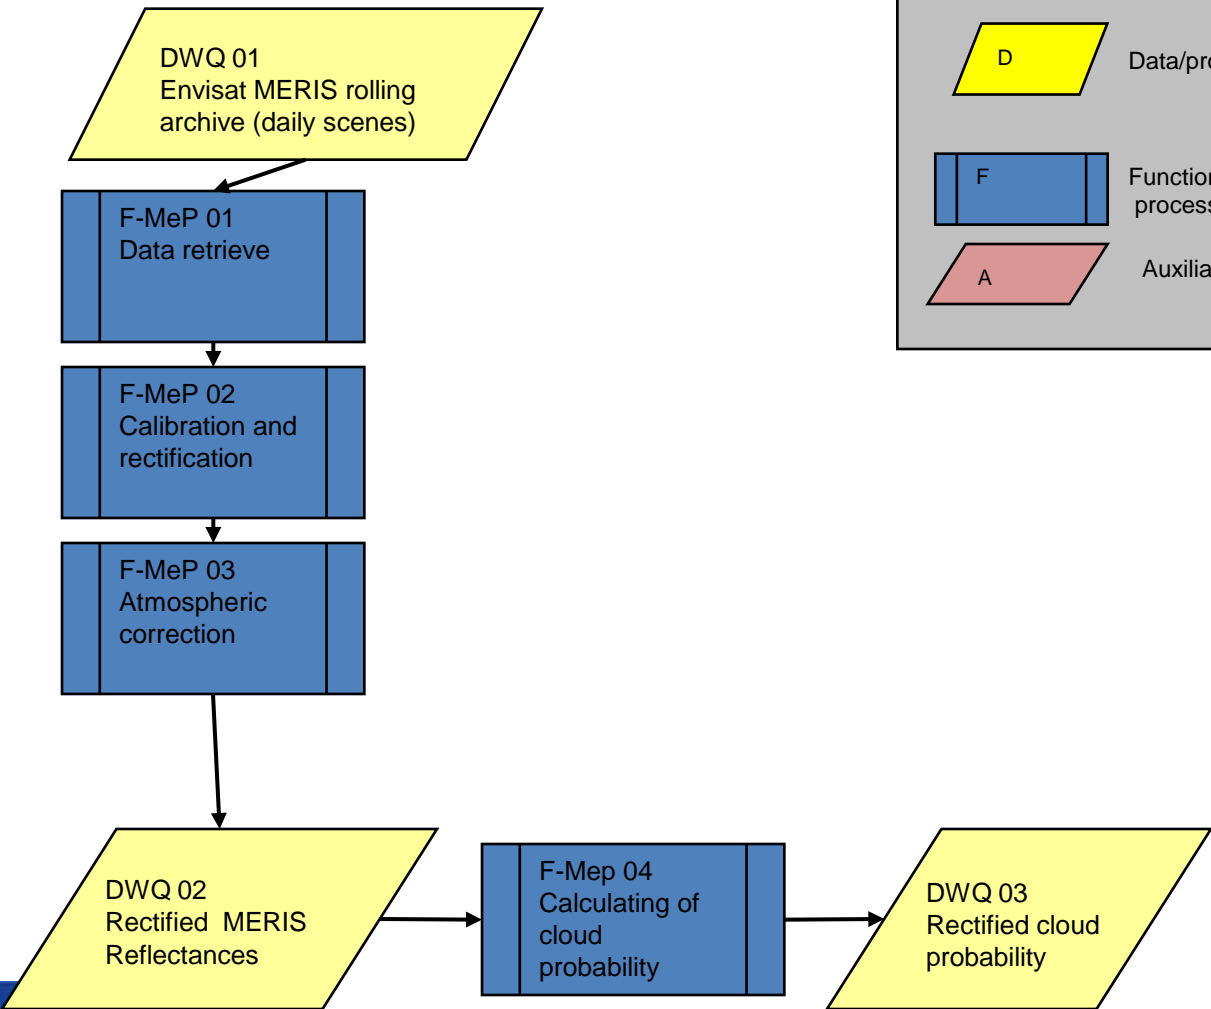 DWQ 01
Envisat MERIS rolling
archive (daily scenes)
F-MeP 01
Data retrieve
F-MeP 02
Calibration and
rectification
F-MeP 03
Atmospheric
correction
DWQ 02
Rectified MERIS
Reflectances
F-Mep 04
Calculating of
cloud
probability
DWQ 03
Rectified cloud
probability
D
F
A